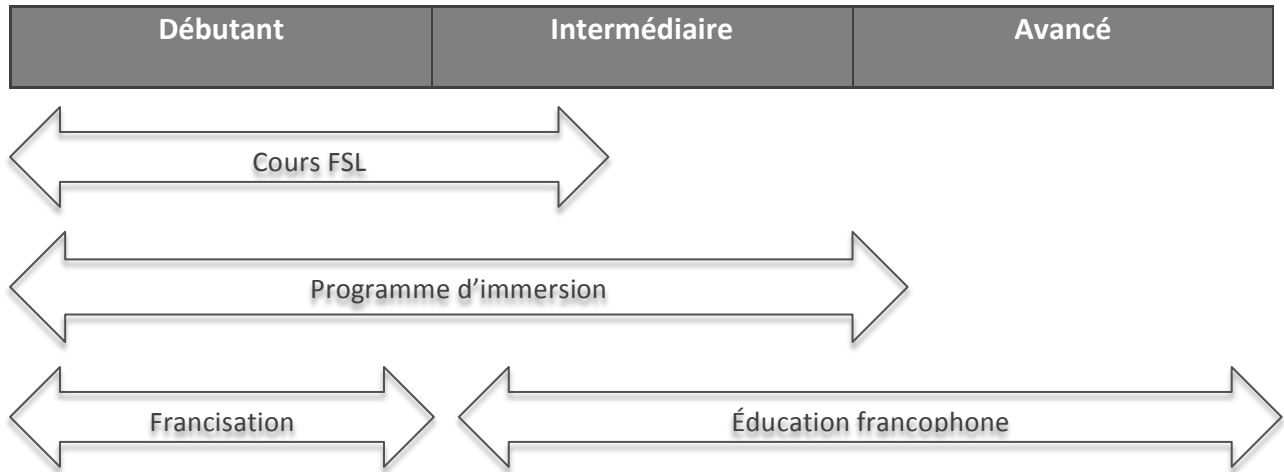 Débutant Intermédiaire Avancé
Cours FSL
Programme d’immersion
Francisation Éducation francophone